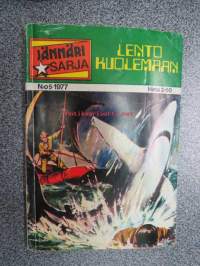 JÄNNÄRI
SARJA
LENTO
KUOLEMAAN
No 5 1977
Hinta 2:50